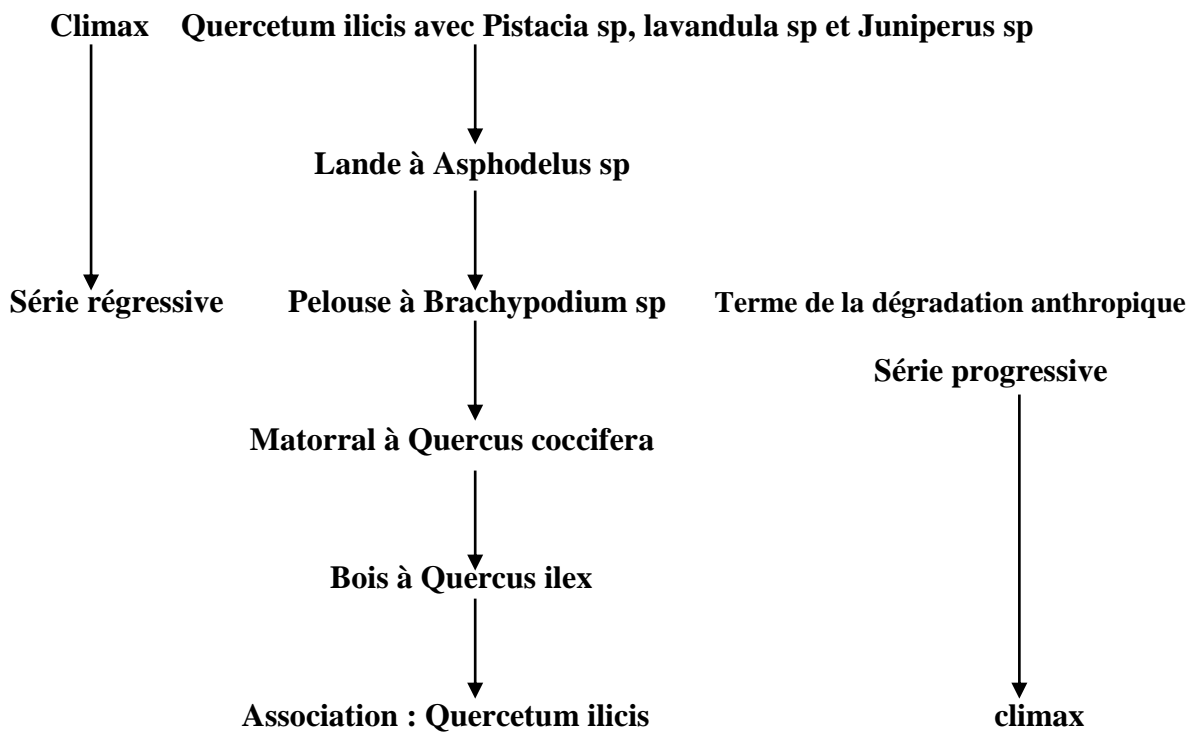 Climax Quercetum ilicis avec Pistacia sp, lavandula sp et Juniperus sp
Lande à Asphodelus sp
Série régressive Pelouse à Brachypodium sp Terme de la dégradation anthropique
Série progressive
Matorral à Quercus coccifera
Bois à Quercus ilex
Association : Quercetum ilicis climax